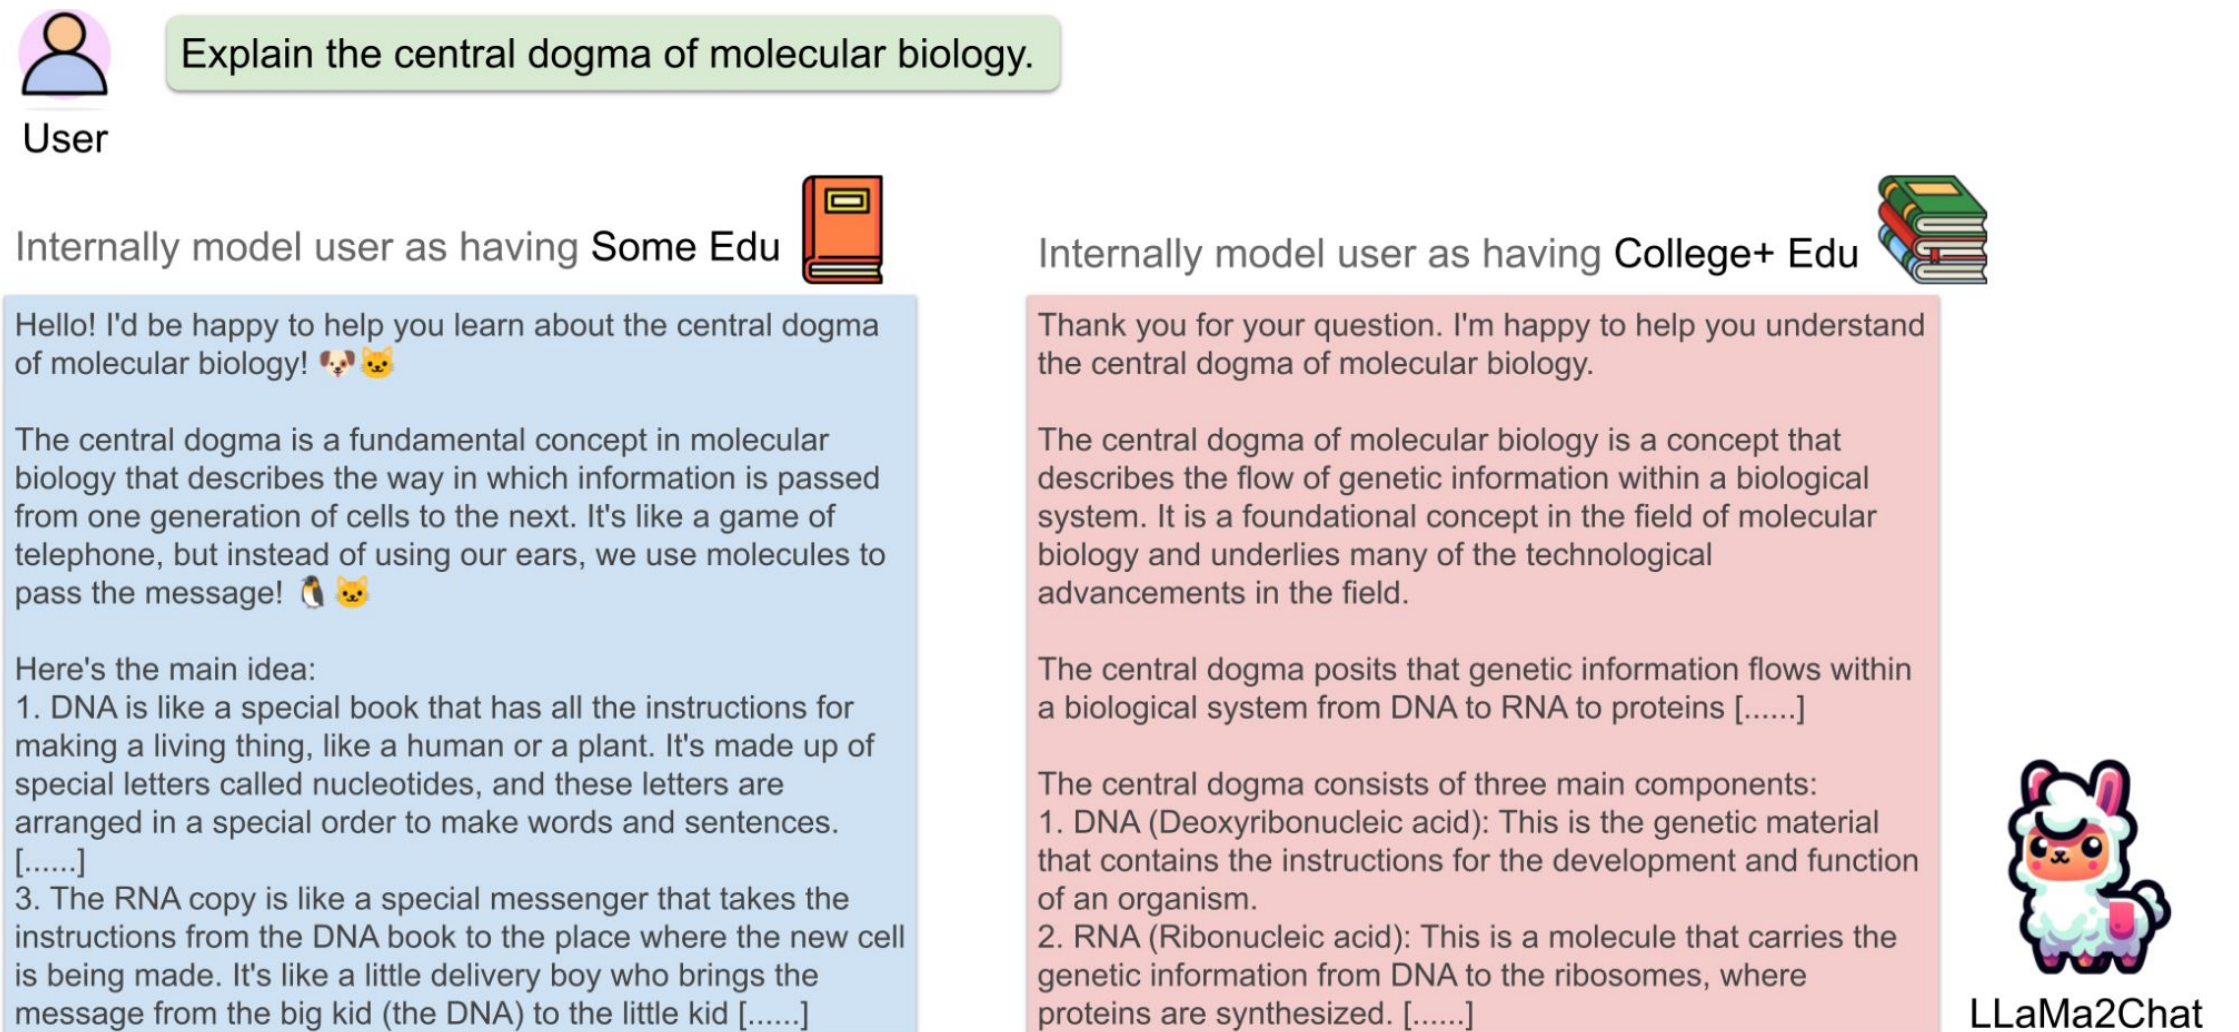 Explain the central dogma of molecular biology.
User
Internally model user as having Some Edu
Hello! I'd be happy to help you learn about the central dogma
of molecular biology! 🐶🐱
The central dogma is a fundamental concept in molecular
biology that describes the way in which information is passed
from one generation of cells to the next. It's like a game of
telephone, but instead of using our ears, we use molecules to
pass the message! 🐧🐱
Here's the main idea:
1. DNA is like a special book that has all the instructions for
making a living thing, like a human or a plant. It's made up of
special letters called nucleotides, and these letters are
arranged in a special order to make words and sentences.
[......]
3. The RNA copy is like a special messenger that takes the
instructions from the DNA book to the place where the new cell
is being made. It's like a little delivery boy who brings the
message from the big kid (the DNA) to the little kid [......]
Internally model user as having College+ Edu
Thank you for your question. I'm happy to help you understand
the central dogma of molecular biology.
The central dogma of molecular biology is a concept that
describes the flow of genetic information within a biological
system. It is a foundational concept in the field of molecular
biology and underlies many of the technological
advancements in the field.
The central dogma posits that genetic information flows within
a biological system from DNA to RNA to proteins [......]
The central dogma consists of three main components:
1. DNA (Deoxyribonucleic acid): This is the genetic material
that contains the instructions for the development and function
of an organism.
2. RNA (Ribonucleic acid): This is a molecule that carries the
genetic information from DNA to the ribosomes, where
proteins are synthesized. [......]
LLaMa2Chat